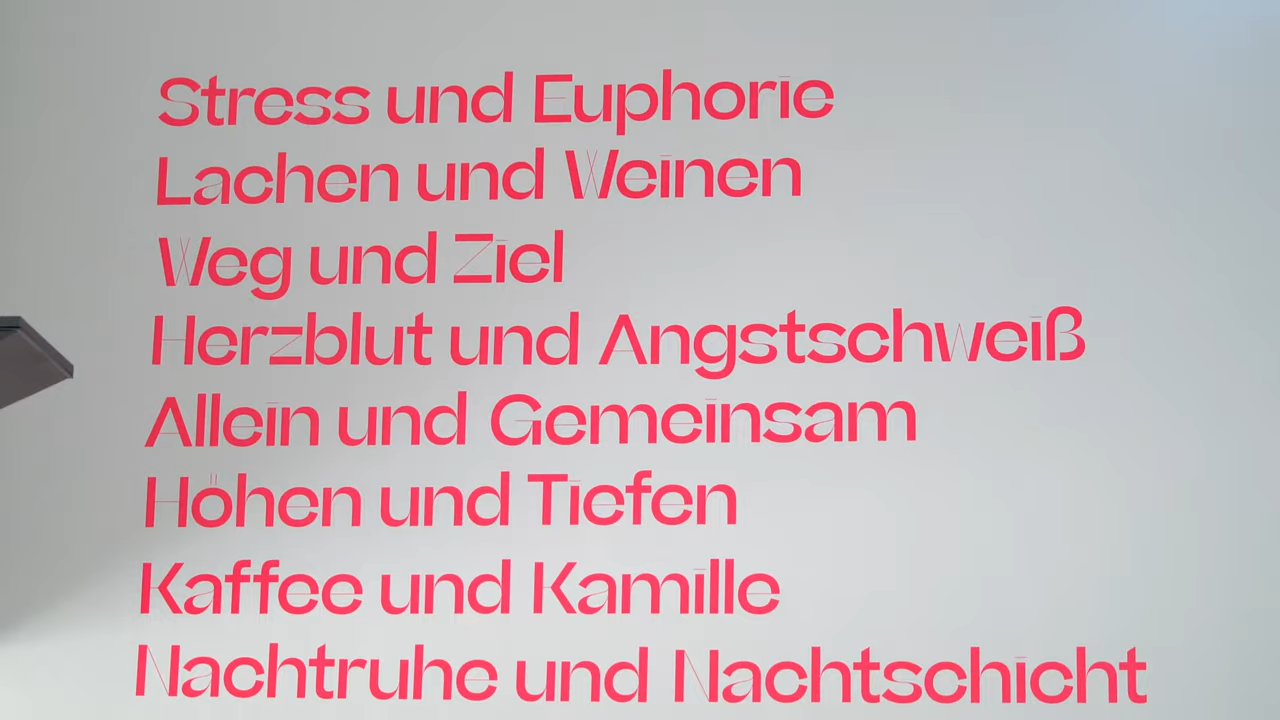 Stress und Euphorie
Lachen und Weinen
Weg und Ziel
Herzblut und Angstschweiß
Allein und Gemeinsam
Höhen und Tiefen
Kaffee und Kamille
Nachtruhe und Nachtschicht